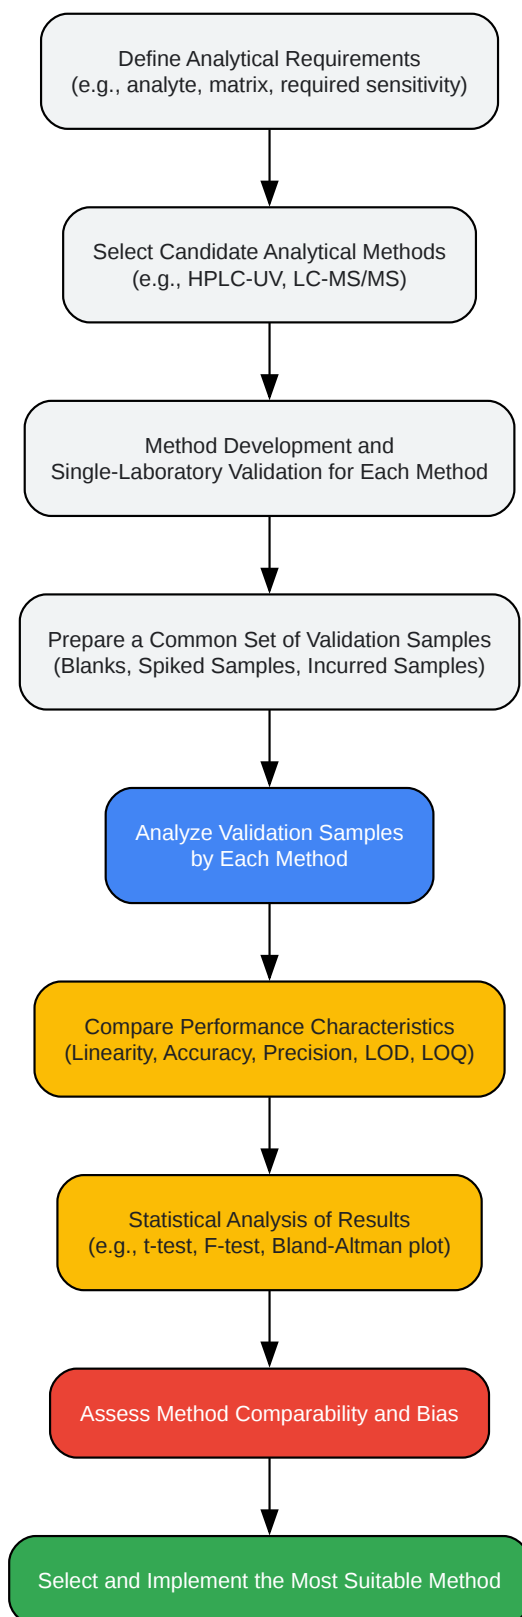 Define Analytical Requirements
(e.g., analyte, matrix, required sensitivity)
Select Candidate Analytical Methods
(e.g., HPLC-UV, LC-MS/MS)
Method Development and
Single-Laboratory Validation for Each Method
Prepare a Common Set of Validation Samples
(Blanks, Spiked Samples, Incurred Samples)
Analyze Validation Samples
by Each Method
Compare Performance Characteristics
(Linearity, Accuracy, Precision, LOD, LOQ)
Statistical Analysis of Results
(e.g., t-test, F-test, Bland-Altman plot)
Assess Method Comparability and Bias
Select and Implement the Most Suitable Method